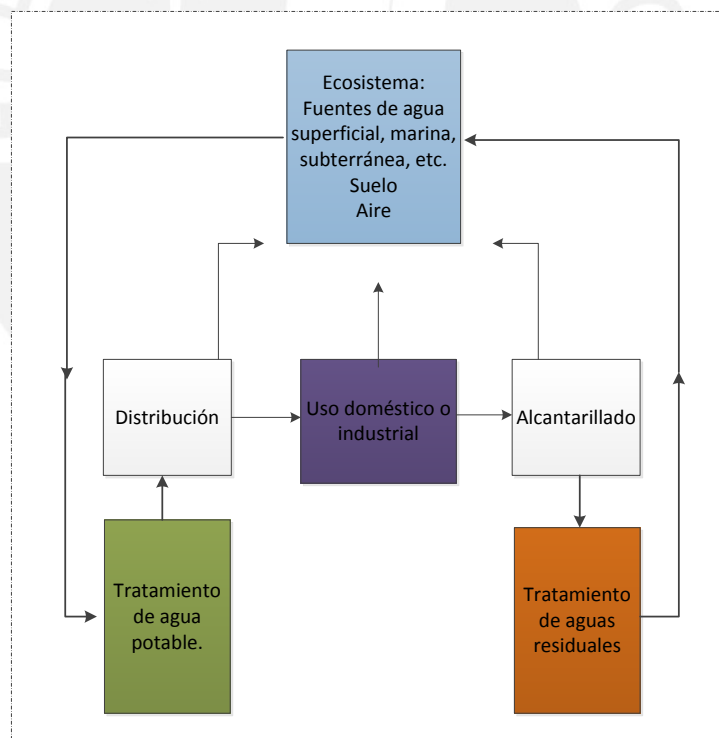 Ecosistema:
Fuentes de agua
superficial, marina,
subterránea, etc.
Suelo
Aire
Distribución
Uso doméstico o
industrial
Alcantarillado
Tratamiento
de agua
potable.
Tratamiento
de aguas
residuales